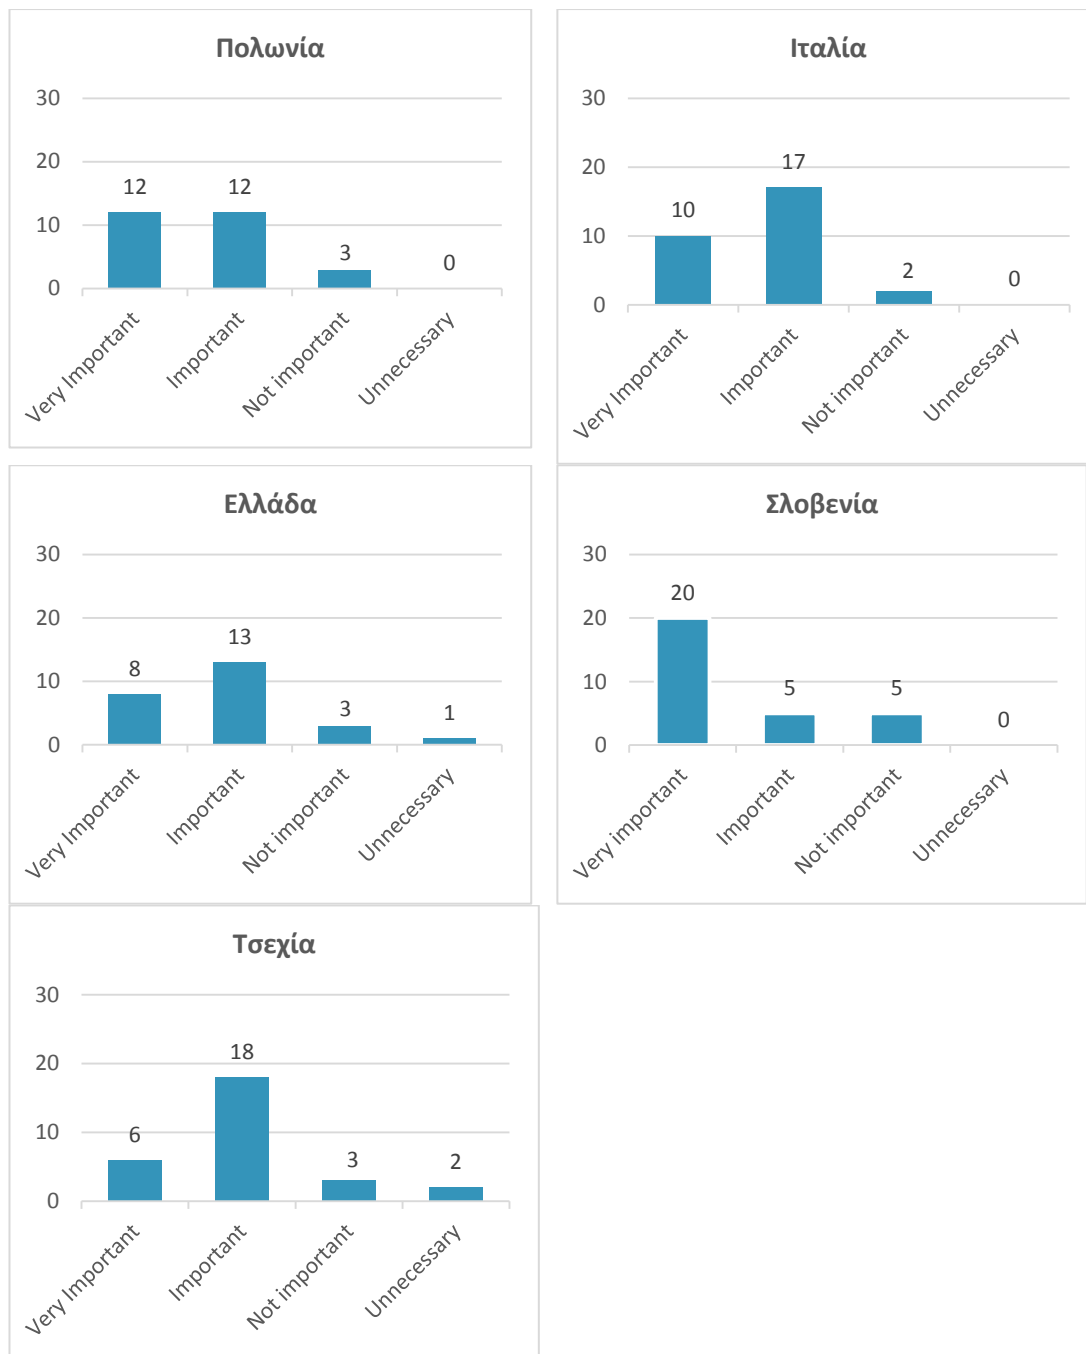 Πολωνία
30
20
10
0
12
12
3
0
Very Important
Important
Not important
Unnecessary
Ιταλία
30
20
10
0
10
17
2
0
Very Important
Important
Not important
Unnecessary
Ελλάδα
30
20
10
0
8
13
3
1
Very Important
Important
Not important
Unnecessary
Σλοβενία
30
20
10
0
20
5
5
0
Very important
Important
Not important
Unnecessary
Τσεχία
30
20
10
0
6
18
3
2
Very Important
Important
Not important
Unnecessary